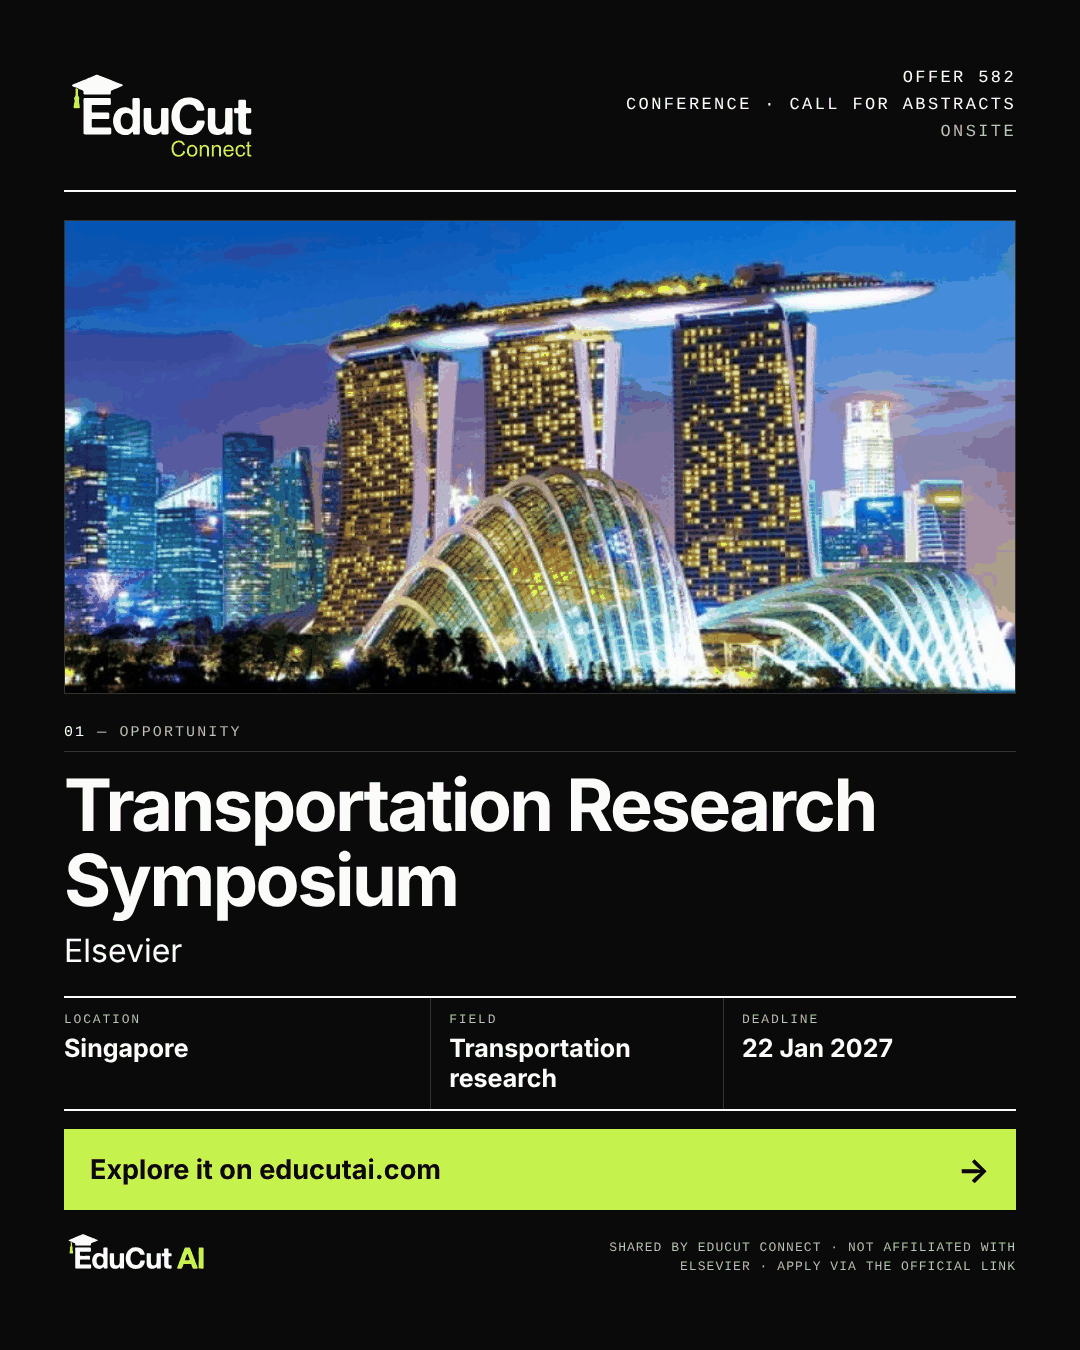 EduCut
Connect
OFFER 582
CONFERENCE · CALL FOR ABSTRACTS
ONSITE
01 — OPPORTUNITY
Transportation Research
Symposium
Elsevier
LOCATION
Singapore
FIELD
Transportation
research
DEADLINE
22 Jan 2027
Explore it on educutai.com →
EduCut AI
SHARED BY EDUCUT CONNECT · NOT AFFILIATED WITH
ELSEVIER · APPLY VIA THE OFFICIAL LINK